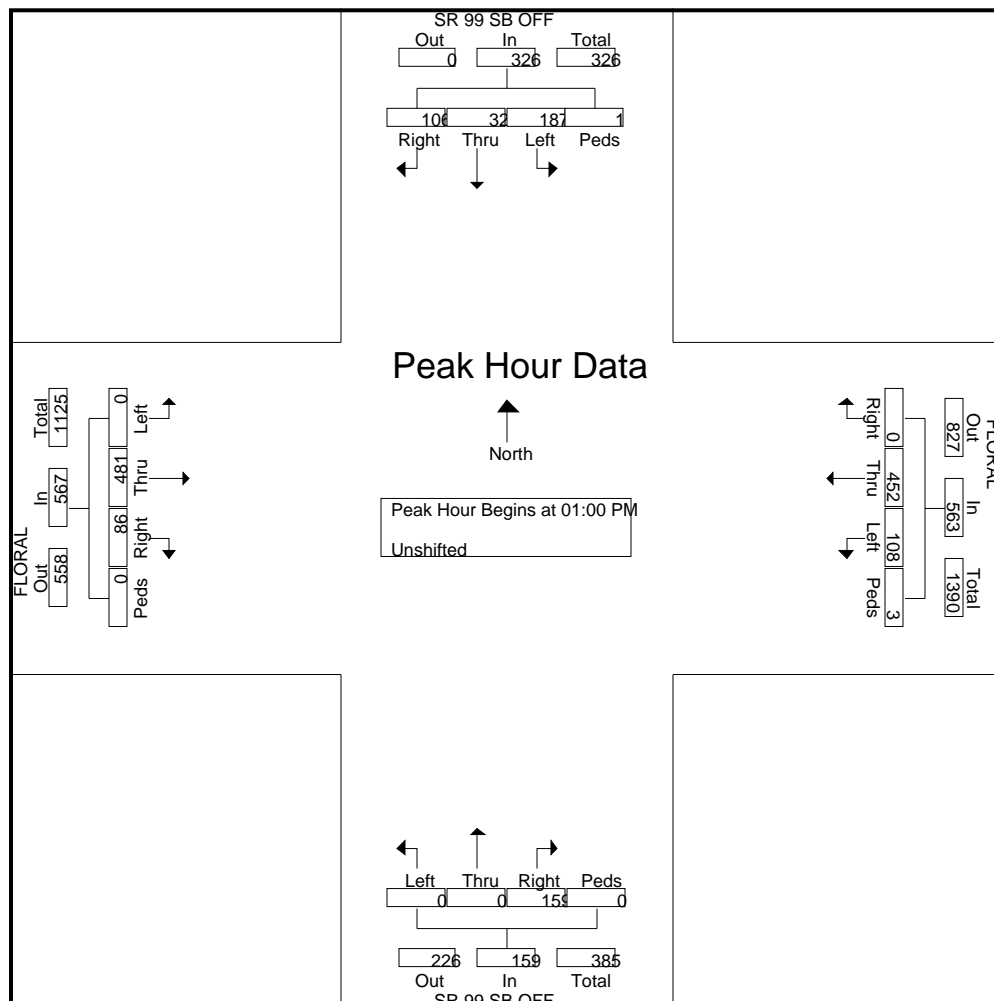 SR 99 SB OFF
Out In Total
0 326 326
106 32 187 1
Right Thru Left Peds
Peak Hour Data
North
Peak Hour Begins at 01:00 PM
Unshifted
FLORAL
Total In Out
1125 567 558
0 481 86 0
Left Thru Right Peds
FLORAL
Out In Total
827 563 1390
0 452 108 3
Right Thru Left Peds
Left Thru Right Peds
0 0 159 0
226 159 385
Out In Total
SR 99 SB OFF